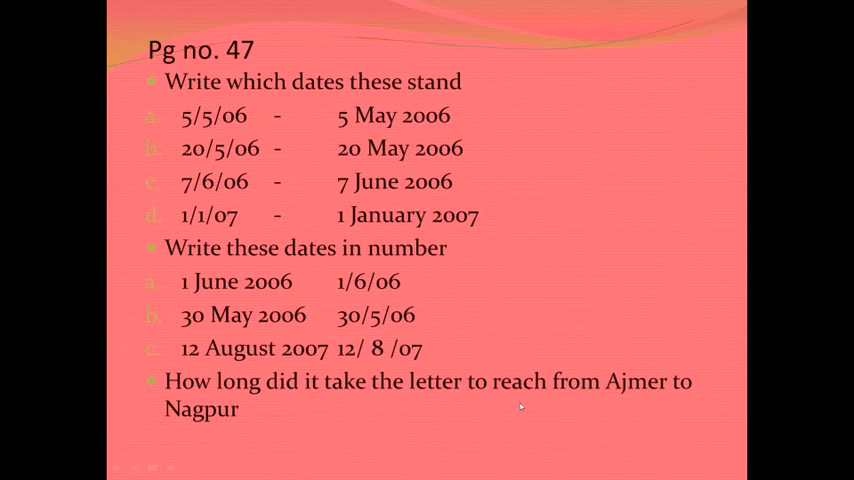 Pg no. 47
Write which dates these stand
a. 5/5/06 - 5 May 2006
b. 20/5/06 - 20 May 2006
c. 7/6/06 - 7 June 2006
d. 1/1/07 - 1 January 2007
Write these dates in number
a. 1 June 2006 1/6/06
b. 30 May 2006 30/5/06
c. 12 August 2007 12/ 8 /07
How long did it take the letter to reach from Ajmer to
Nagpur